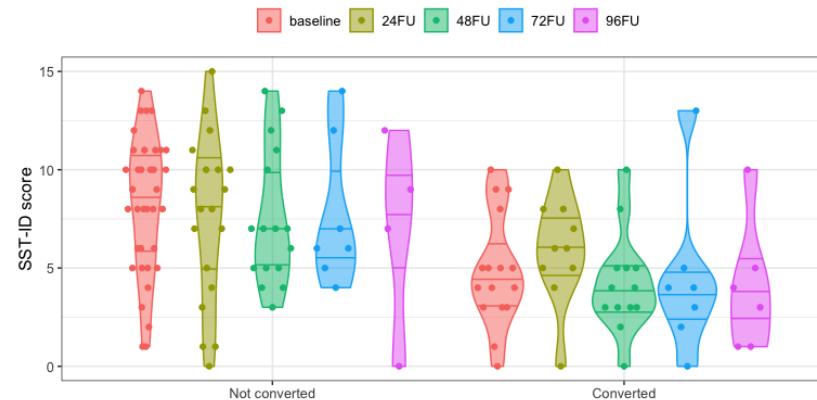 baseline 24FU 48FU 72FU 96FU
15
10
5
0
SST-ID score
Not converted Converted